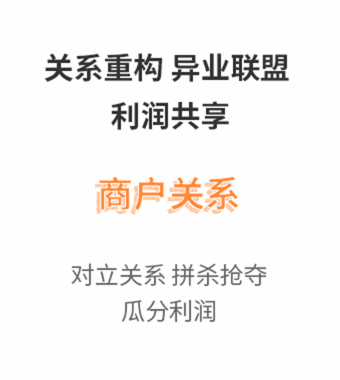 关系重构 异业联盟
利润共享
商户关系
对立关系 拼杀抢夺
瓜分利润